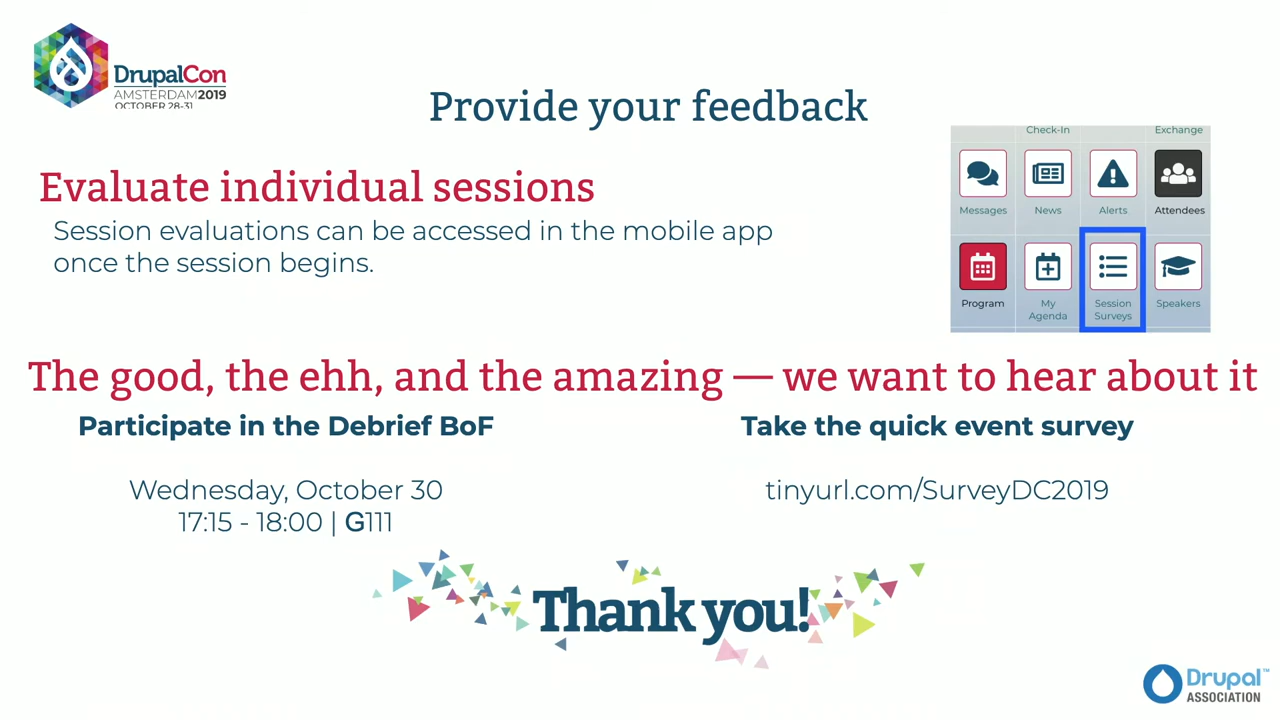 DrupalCon
AMSTERDAM2019
OCTOBER 28-31
Provide your feedback
Evaluate individual sessions
Session evaluations can be accessed in the mobile app
once the session begins.
Check-In
Exchange
Messages
News
Alerts
Attendees
Program
My
Agenda
Session
Surveys
Speakers
The good, the ehh, and the amazing — we want to hear about it
Participate in the Debrief BoF
Wednesday, October 30
17:15 - 18:00 | G111
Take the quick event survey
tinyurl.com/SurveyDC2019
Thank you!
Drupal™
ASSOCIATION